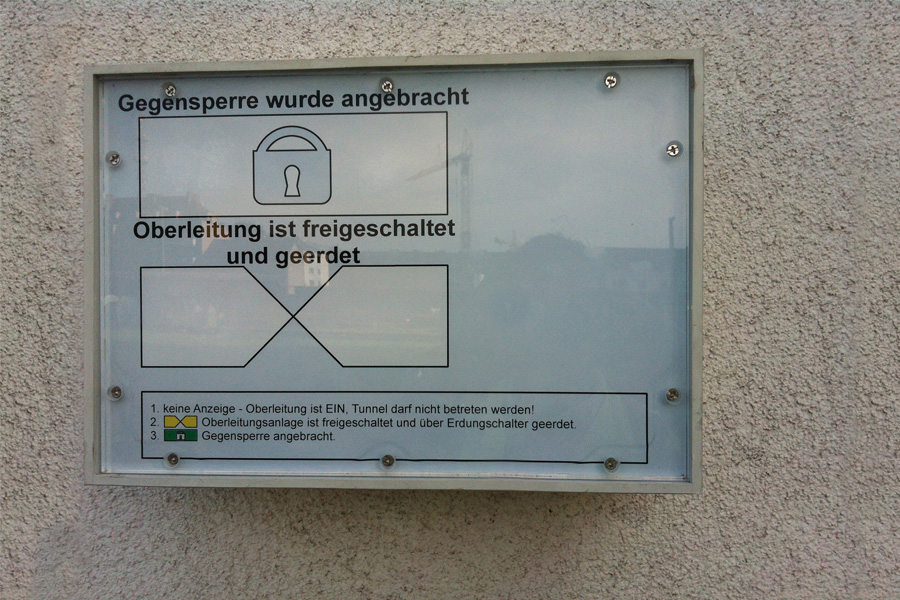 Gegensperre wurde angebracht
Oberleitung ist freigeschaltet
und geerdet
1. keine Anzeige - Oberleitung ist EIN, Tunnel darf nicht betreten werden!
2. Oberleitungsanlage ist freigeschaltet und über Erdungschalter geerdet.
3. Gegensperre angebracht.